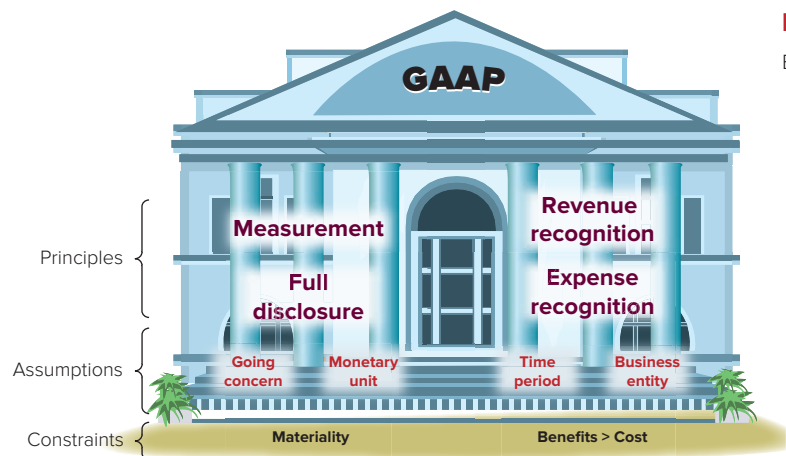 GAAP
Principles
Measurement
Full
disclosure
Revenue
recognition
Expense
recognition
Assumptions
Going
concern
Monetary
unit
Time
period
Business
entity
Constraints
Materiality
Benefits > Cost